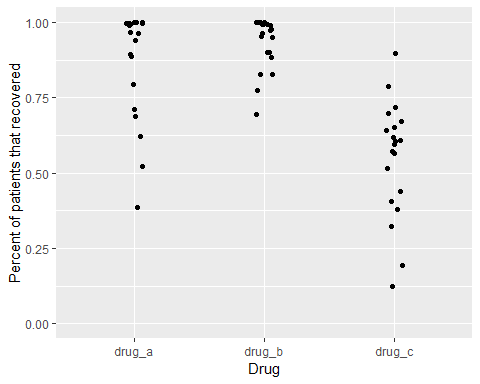 Percent of patients that recovered
1.00
0.75
0.50
0.25
0.00
drug_a drug_b drug_c
Drug